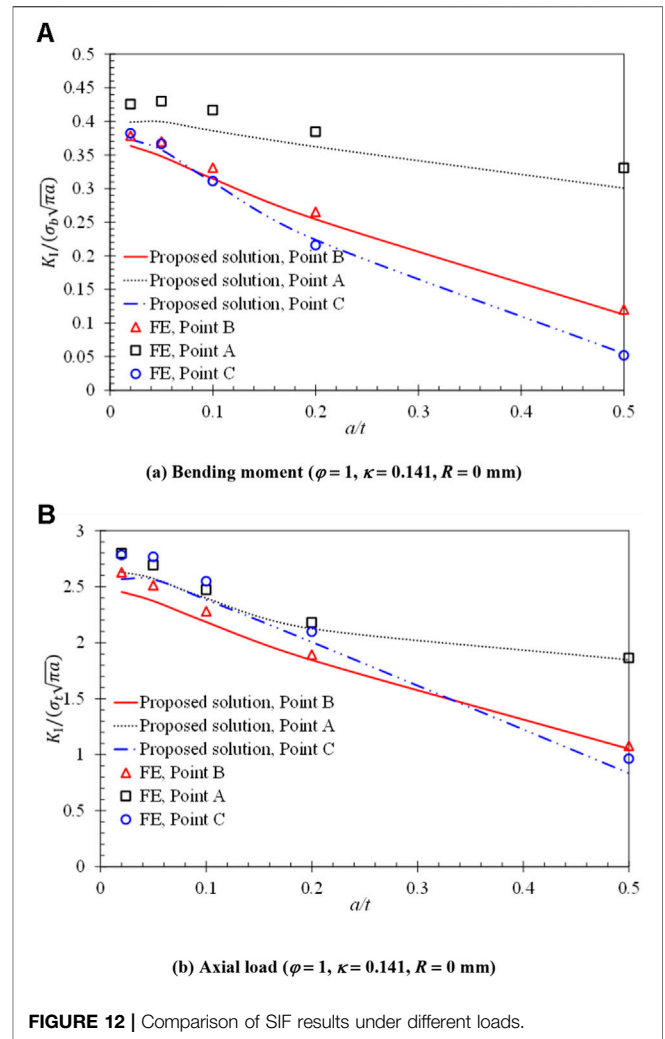 A
0.5
0.45
0.4
0.35
0.3
0.25
0.2
0.15
0.1
0.05
0
K_I/(σ_b√πa)
Proposed solution, Point B
Proposed solution, Point A
Proposed solution, Point C
FE, Point B
FE, Point A
FE, Point C
0 0.1 0.2 0.3 0.4 0.5
a/t
(a) Bending moment (φ = 1, κ = 0.141, R = 0 mm)
B
3
2.5
2
1.5
1
0.5
0
K_I/(σ_t√πa)
Proposed solution, Point B
Proposed solution, Point A
Proposed solution, Point C
FE, Point B
FE, Point A
FE, Point C
0 0.1 0.2 0.3 0.4 0.5
a/t
(b) Axial load (φ = 1, κ = 0.141, R = 0 mm)
FIGURE 12 | Comparison of SIF results under different loads.